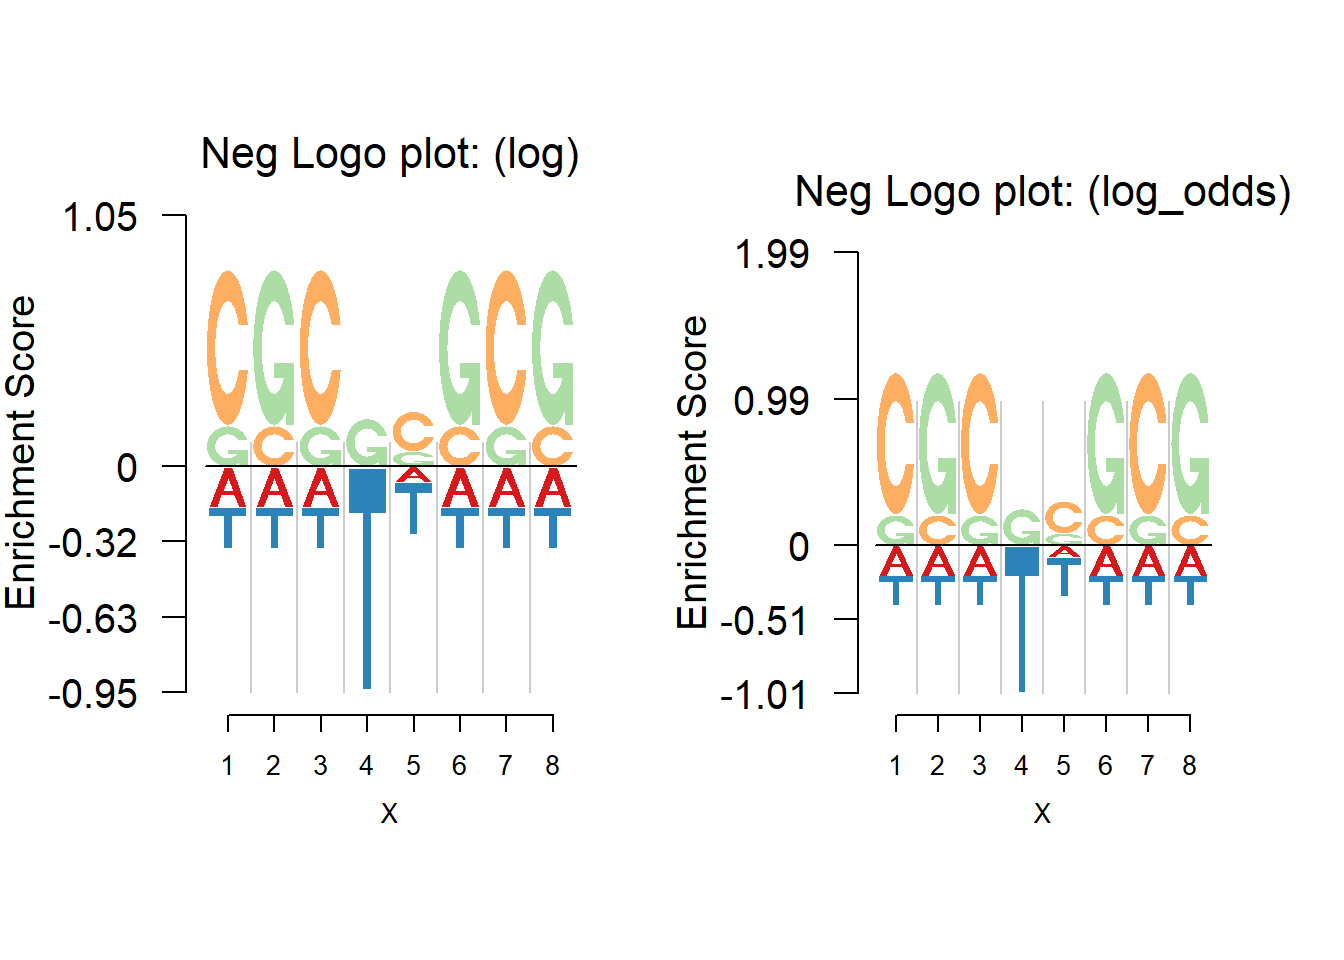 Neg Logo plot: (log)
1.05
0
-0.32
-0.63
-0.95
Enrichment Score
C G C G C G
G C G G C C G C
G
A A A T A A A A
T T T T T T T
1 2 3 4 5 6 7 8
X
Neg Logo plot: (log_odds)
1.99
0.99
0
-0.51
-1.01
Enrichment Score
C G C G C G
G C G G C C G C
G
A A A T A A A A
T T T T T T T
1 2 3 4 5 6 7 8
X